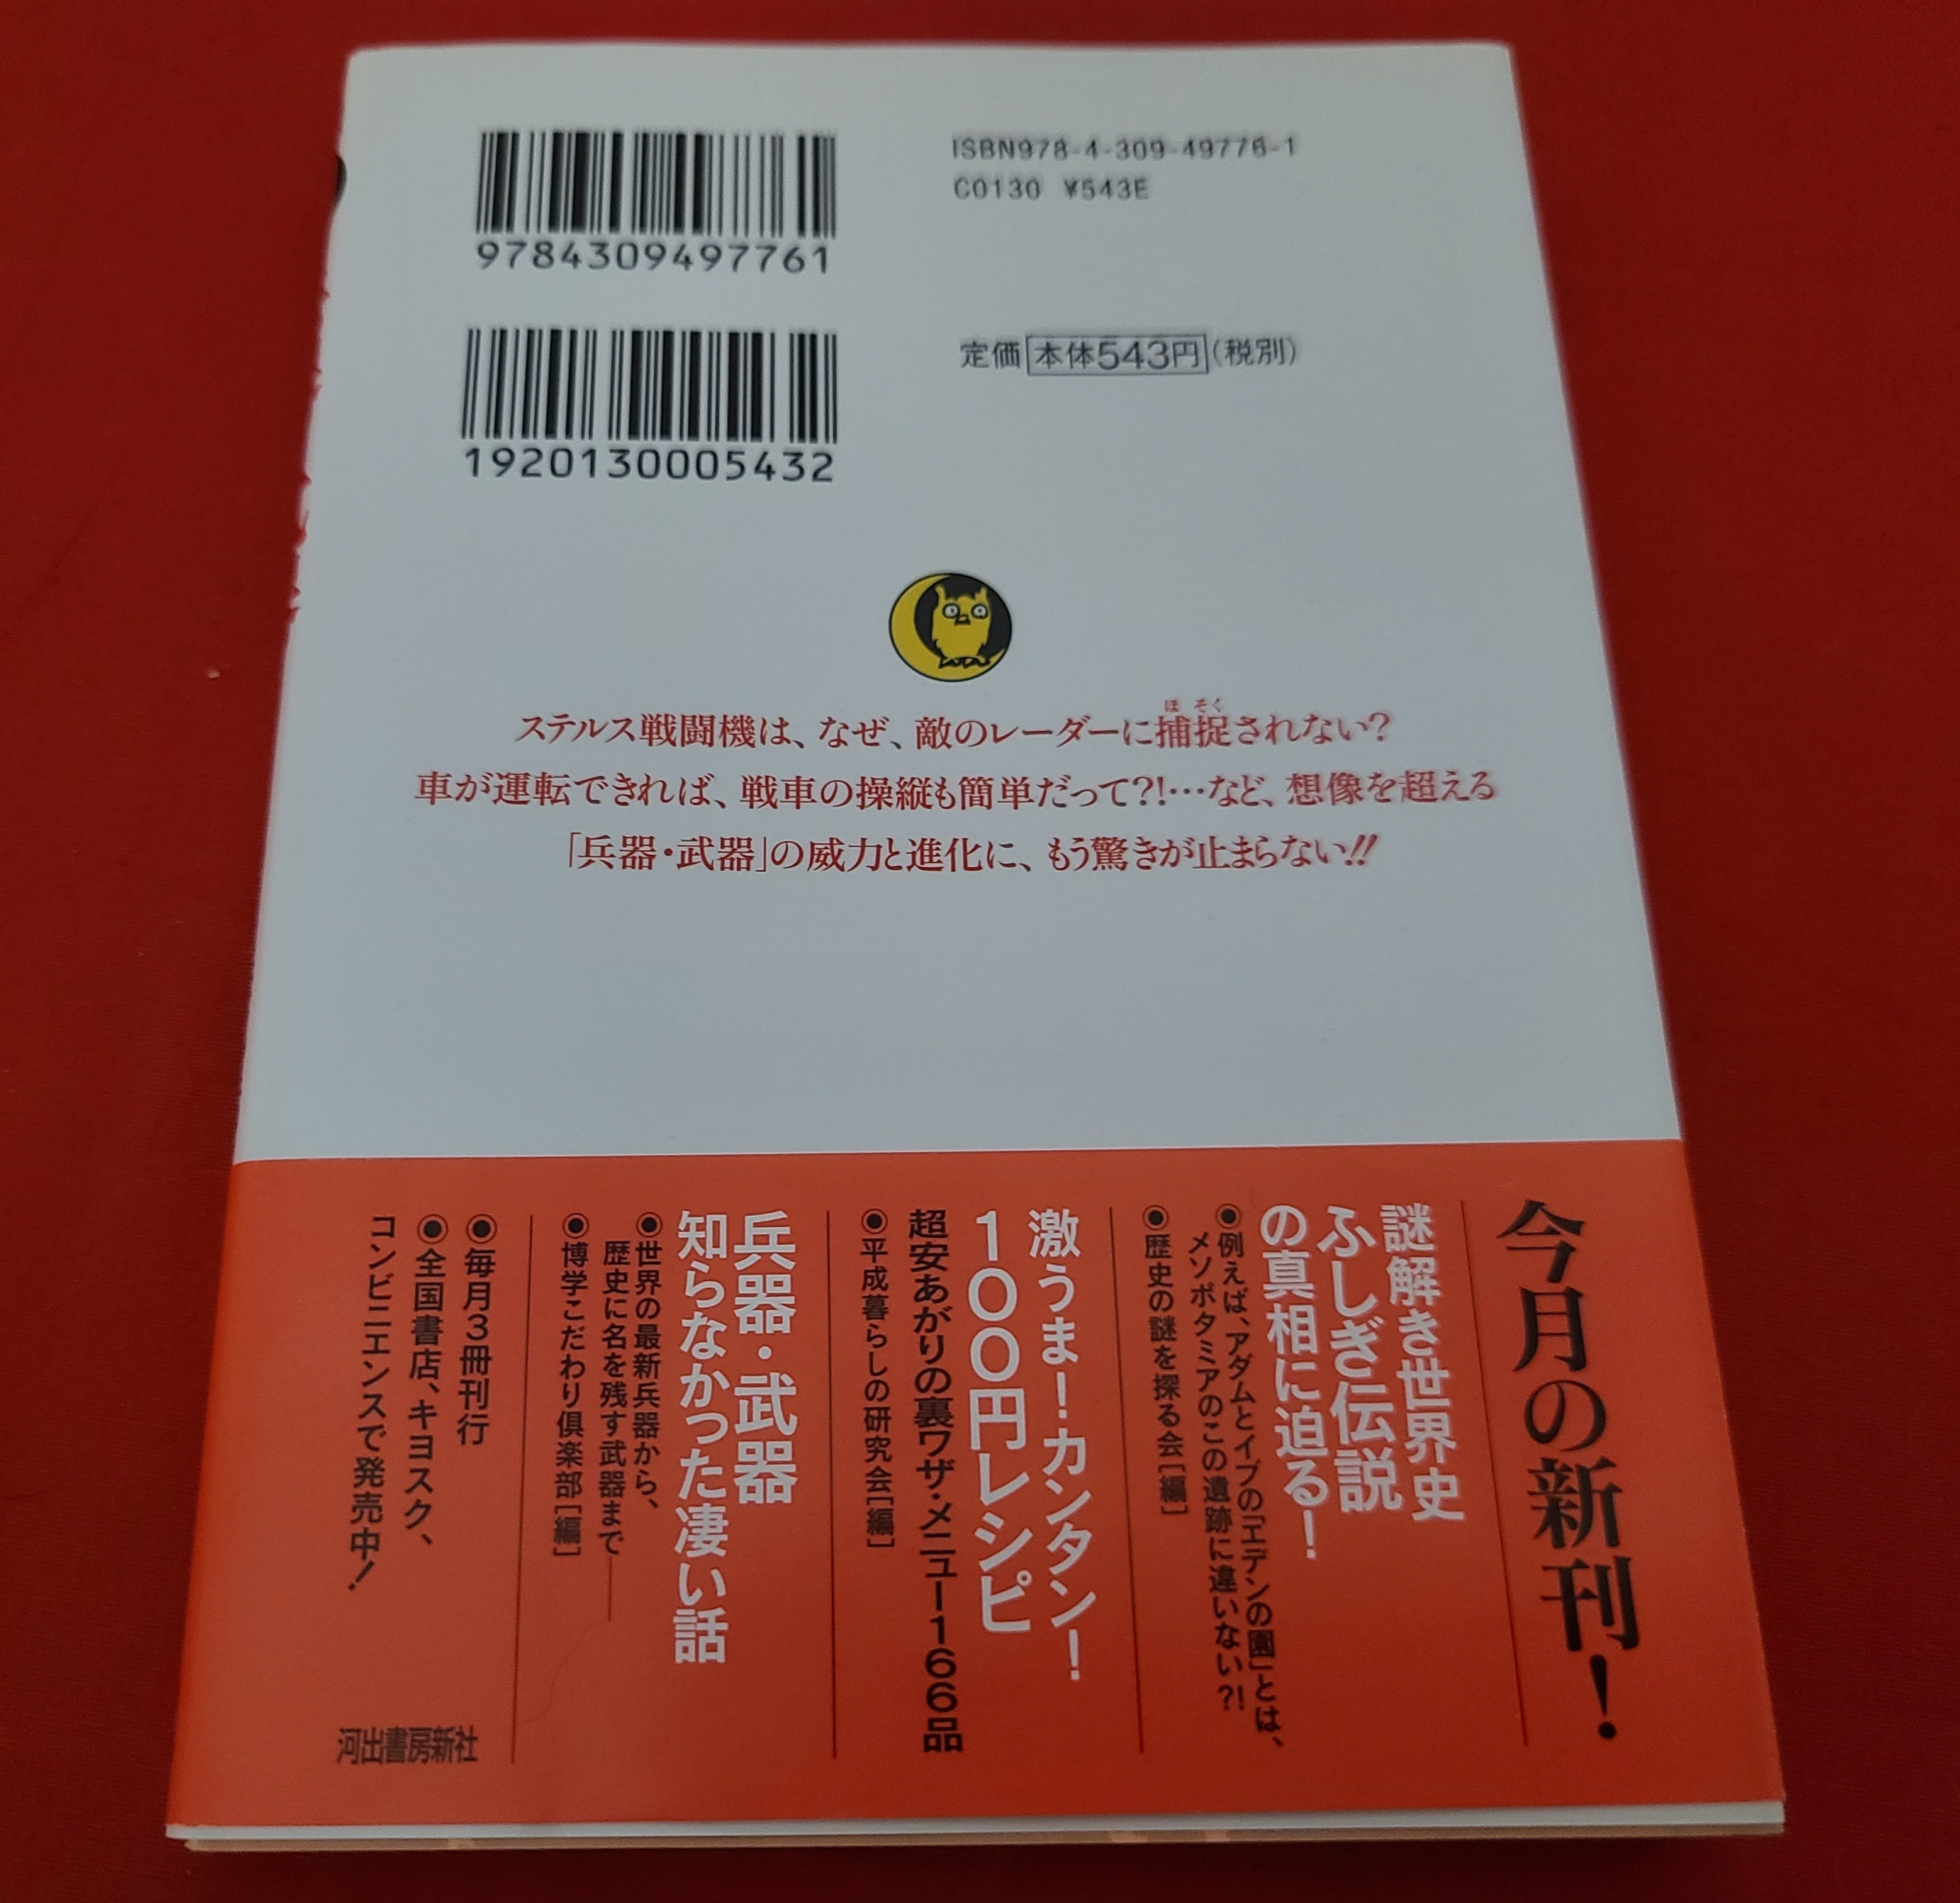 9784309497761
ISBN978-4-309-49776-1
C0130 ¥543E
1920130005432
定価 本体543円(税別)
ほ そく
ステルス戦闘機は、なぜ、敵のレーダーに捕捉されない?
車が運転できれば、戦車の操縦も簡単だって?!…など、想像を超える
「兵器・武器」の威力と進化に、もう驚きが止まらない!!
今月の新刊!
謎解き世界史
ふしぎ伝説
の真相に迫る!
●例えば、アダムとイブの「エデンの園」とは、
メソポタミアのこの遺跡に違いない?!
●歴史の謎を探る会[編]
激うま!カンタン!
100円レシピ
超安あがりの裏ワザ・メニュー166品
●平成暮らしの研究会[編]
兵器・武器
知らなかった凄い話
●世界の最新兵器から、
歴史に名を残す武器まで──
●博学こだわり倶楽部[編]
●毎月3冊刊行
●全国書店、キヨスク、
コンビニエンスで発売中!
河出書房新社